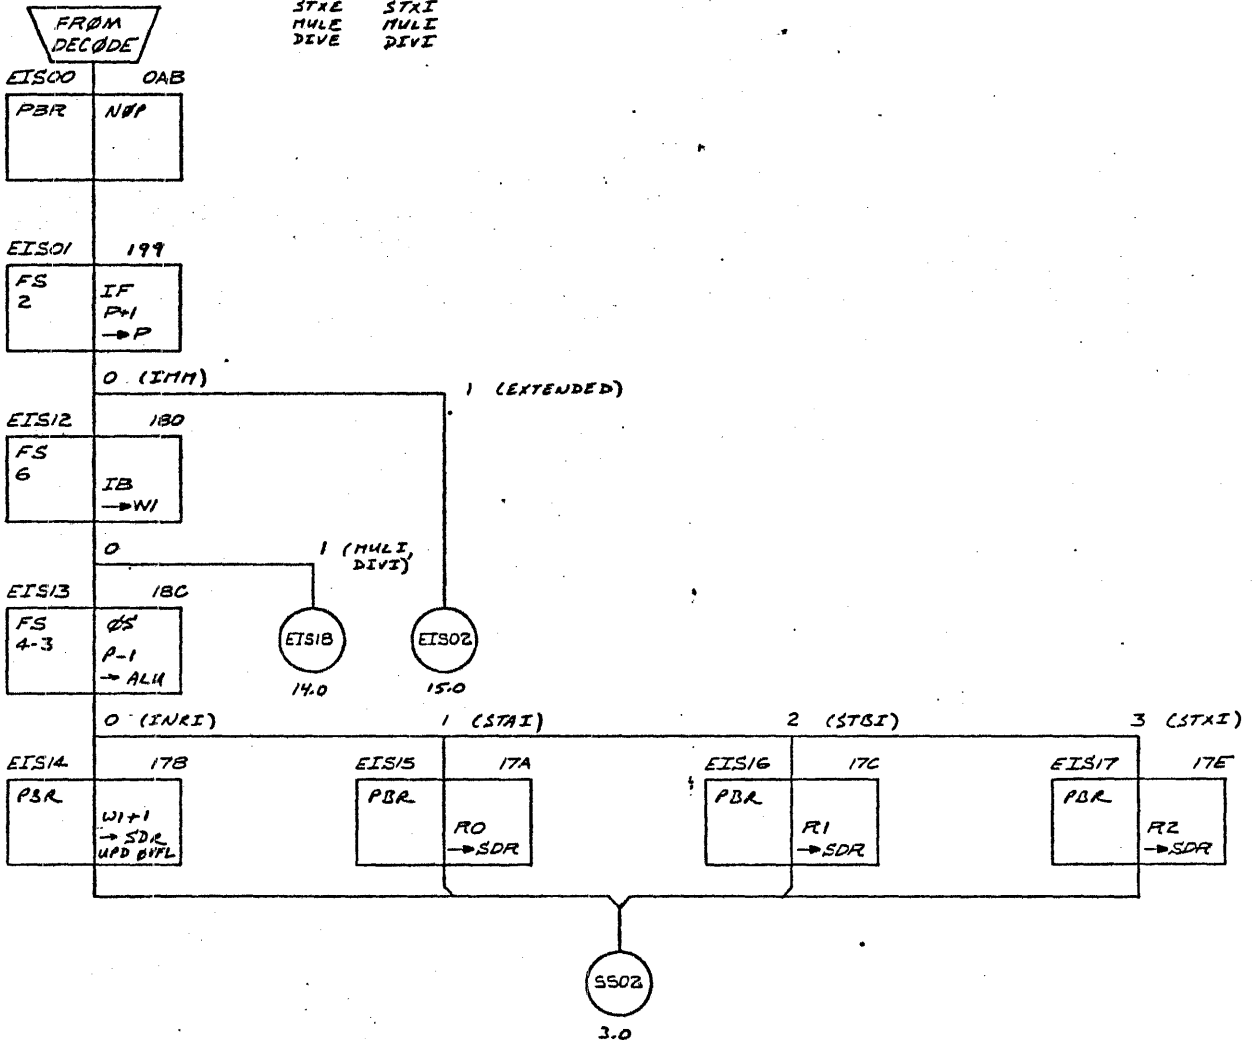 STXE STXI
MULE MULI
DIVE DIVI
FRØM
DECØDE
EIS00 0AB
PBR NØP
EIS01 199
FS
2
IF
P+1
→P
0 (IMM) 1 (EXTENDED)
EIS12 1B0
FS
6
IB
→W1
0 1 (MULI,
DIVI)
EIS13 18C
FS
4-3
ØS
P-1
→ALU
EIS18 EIS02
14.0 15.0
0 (INRI) 1 (STAI) 2 (STBI) 3 (STXI)
EIS14 17B EIS15 17A EIS16 17C EIS17 17E
PBR PBR PBR PBR
W1+1
→SDR
UPD ØVFL
R0
→SDR
R1
→SDR
R2
→SDR
SS02
3.0